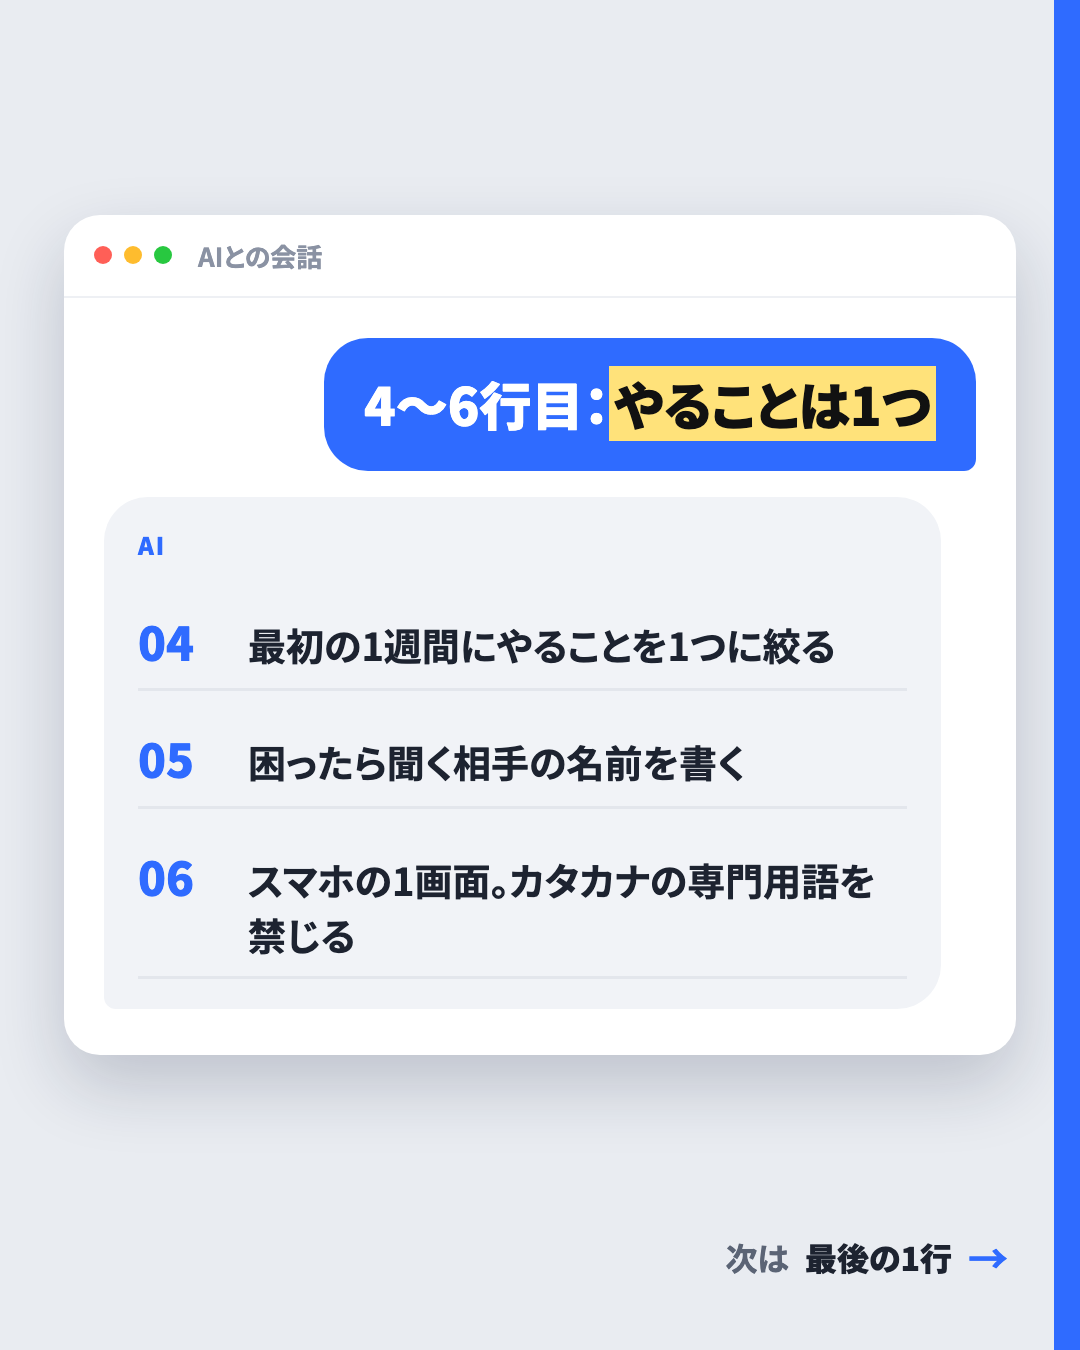 AIとの会話
4〜6行目：やることは1つ
AI
04 最初の1週間にやることを1つに絞る
05 困ったら聞く相手の名前を書く
06 スマホの1画面。カタカナの専門用語を
禁じる
次は 最後の1行 →